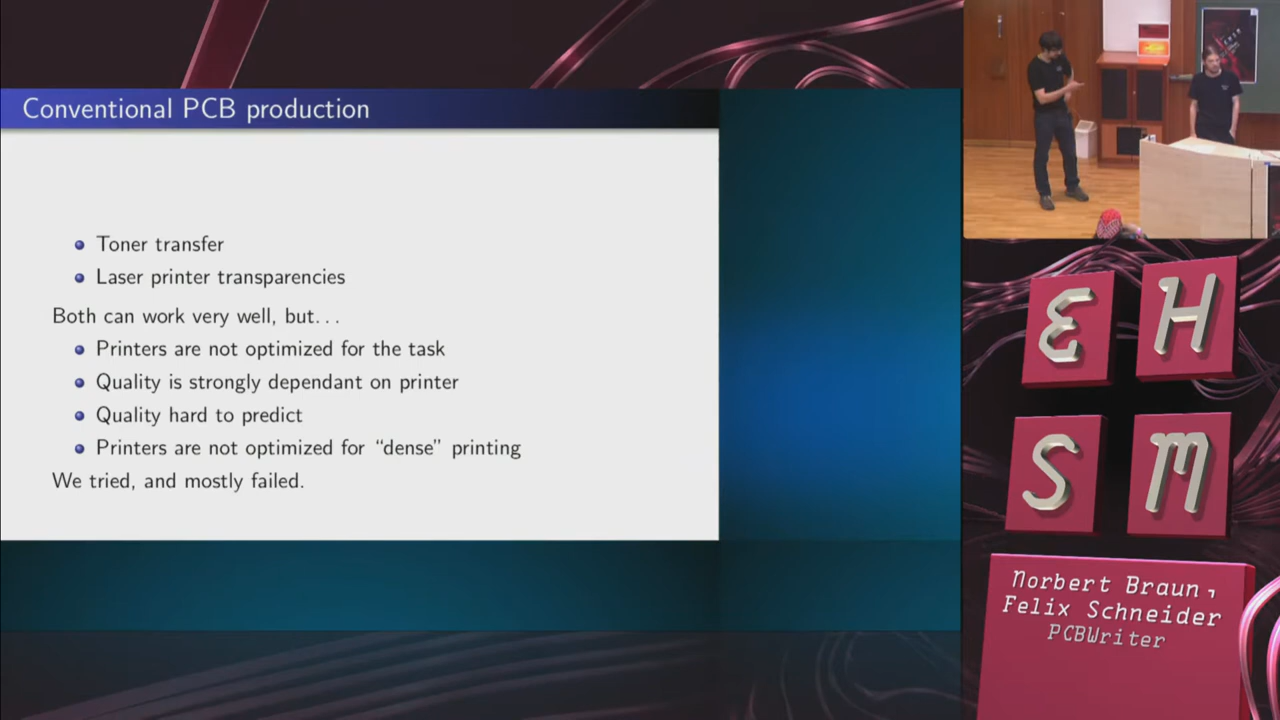 Conventional PCB production
Toner transfer
Laser printer transparencies
Both can work very well, but...
Printers are not optimized for the task
Quality is strongly dependant on printer
Quality hard to predict
Printers are not optimized for “dense” printing
We tried, and mostly failed.
EH
SM
Norbert Braun,
Felix Schneider
PCBWriter